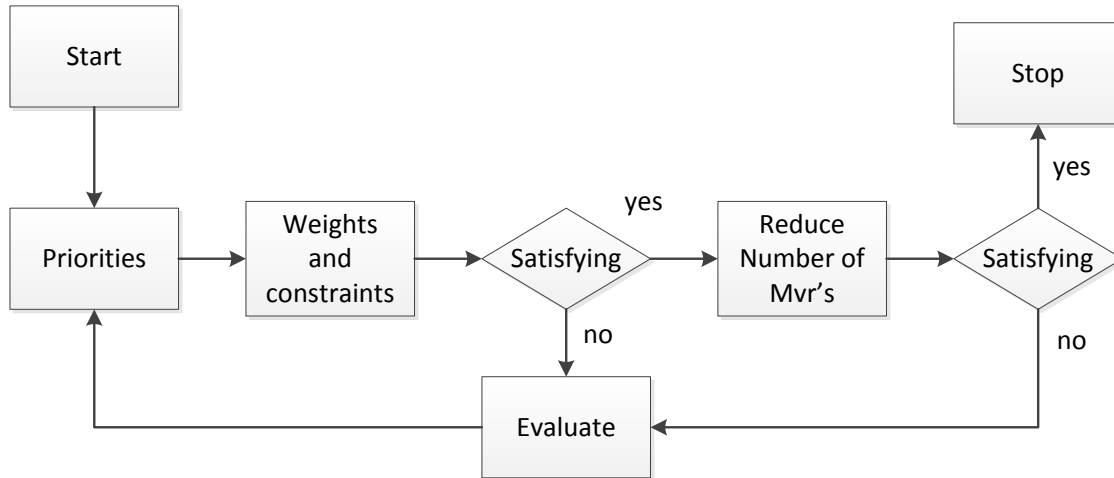 Start
Stop
yes
yes
Priorities
Weights
and
constraints
Satisfying
Reduce
Number of
Mvr's
Satisfying
no
no
Evaluate